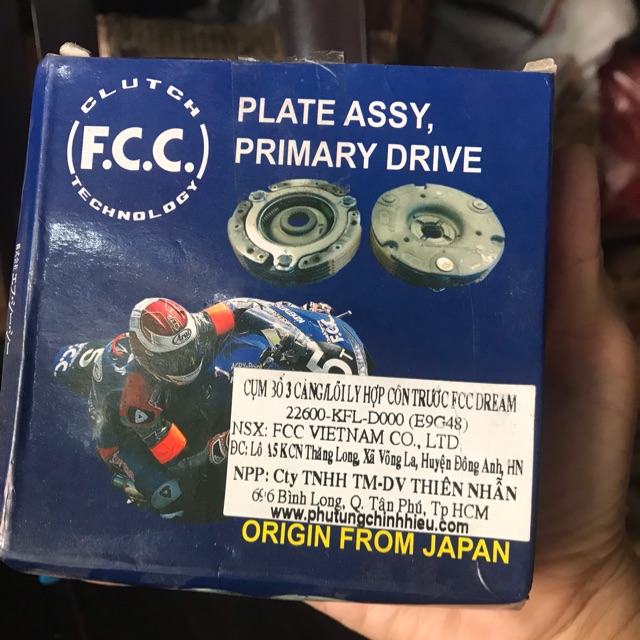 CLUTCH
F.C.C.
TECHNOLOGY
PLATE ASSY,
PRIMARY DRIVE
Arai
CỤM BỐ 3 CÀNG/LÕI LY HỢP CÔN TRƯỚC FCC DREAM
22600-KFL-D000 (E9G48)
NSX: FCC VIETNAM CO., LTD
ĐC: Lô A5 KCN Thăng Long, Xã Võng La, Huyện Đông Anh, HN
NPP: Cty TNHH TM-DV THIÊN NHẪN
6/6 Bình Long, Q. Tân Phú, Tp HCM
www.phutungchinhhieu.com
ORIGIN FROM JAPAN